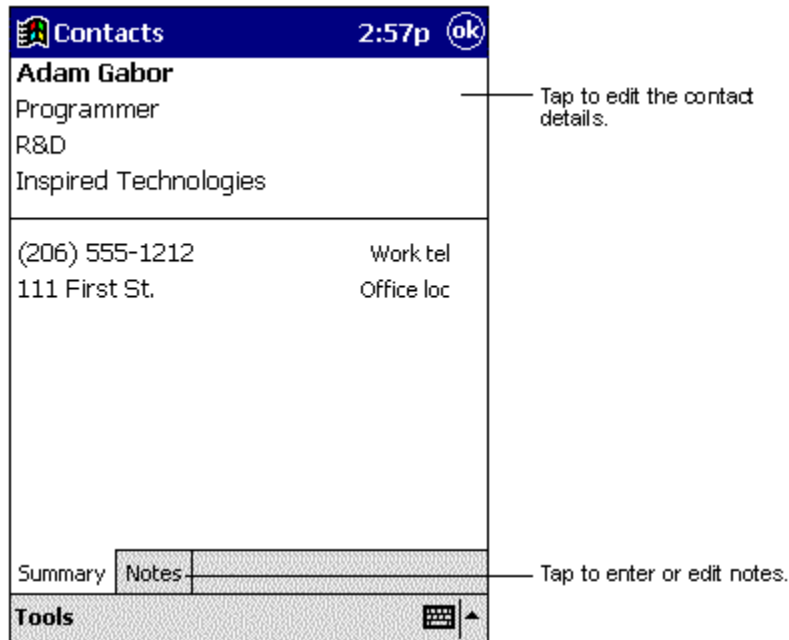 Contacts 2:57p ok
Adam Gabor
Programmer
R&D
Inspired Technologies
Tap to edit the contact
details.
(206) 555-1212 Work tel
111 First St. Office loc
Summary Notes
Tap to enter or edit notes.
Tools